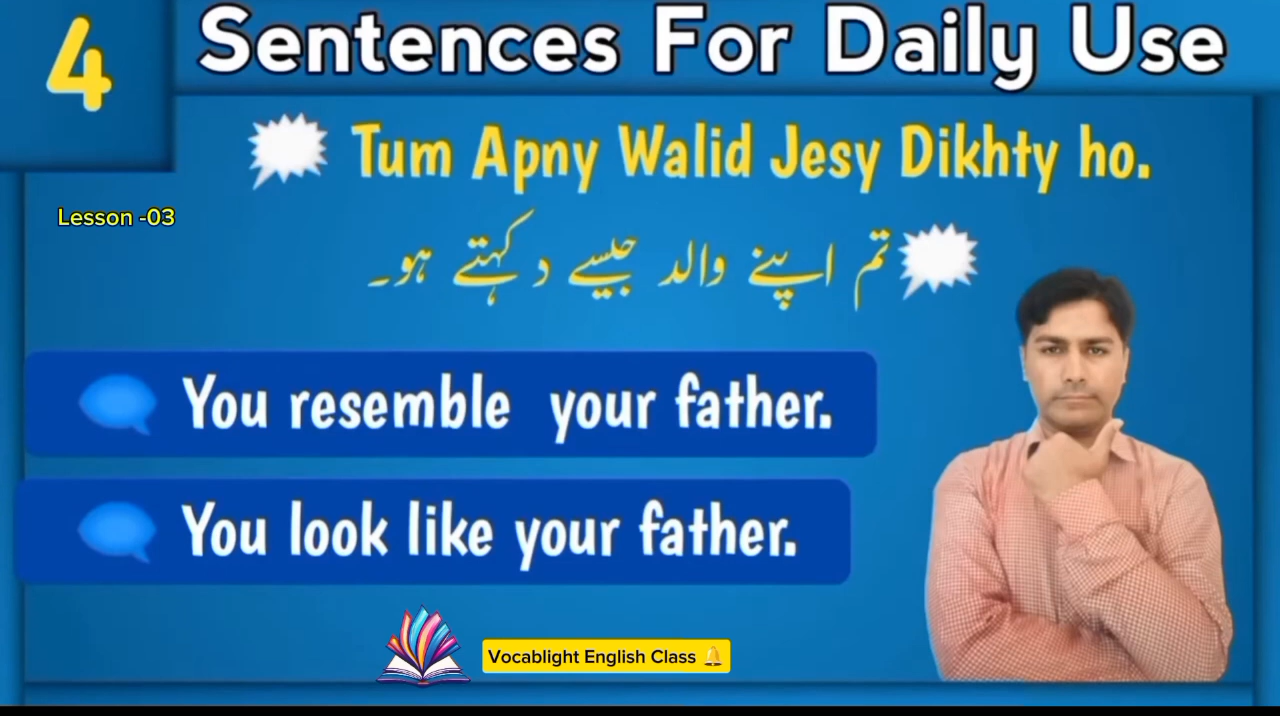 4
Sentences For Daily Use
Tum Apny Walid Jesy Dikhty ho.
Lesson -03
تم اپنے والد جیسے دکہتے ہو۔
You resemble your father.
You look like your father.
Vocablight English Class 🔔